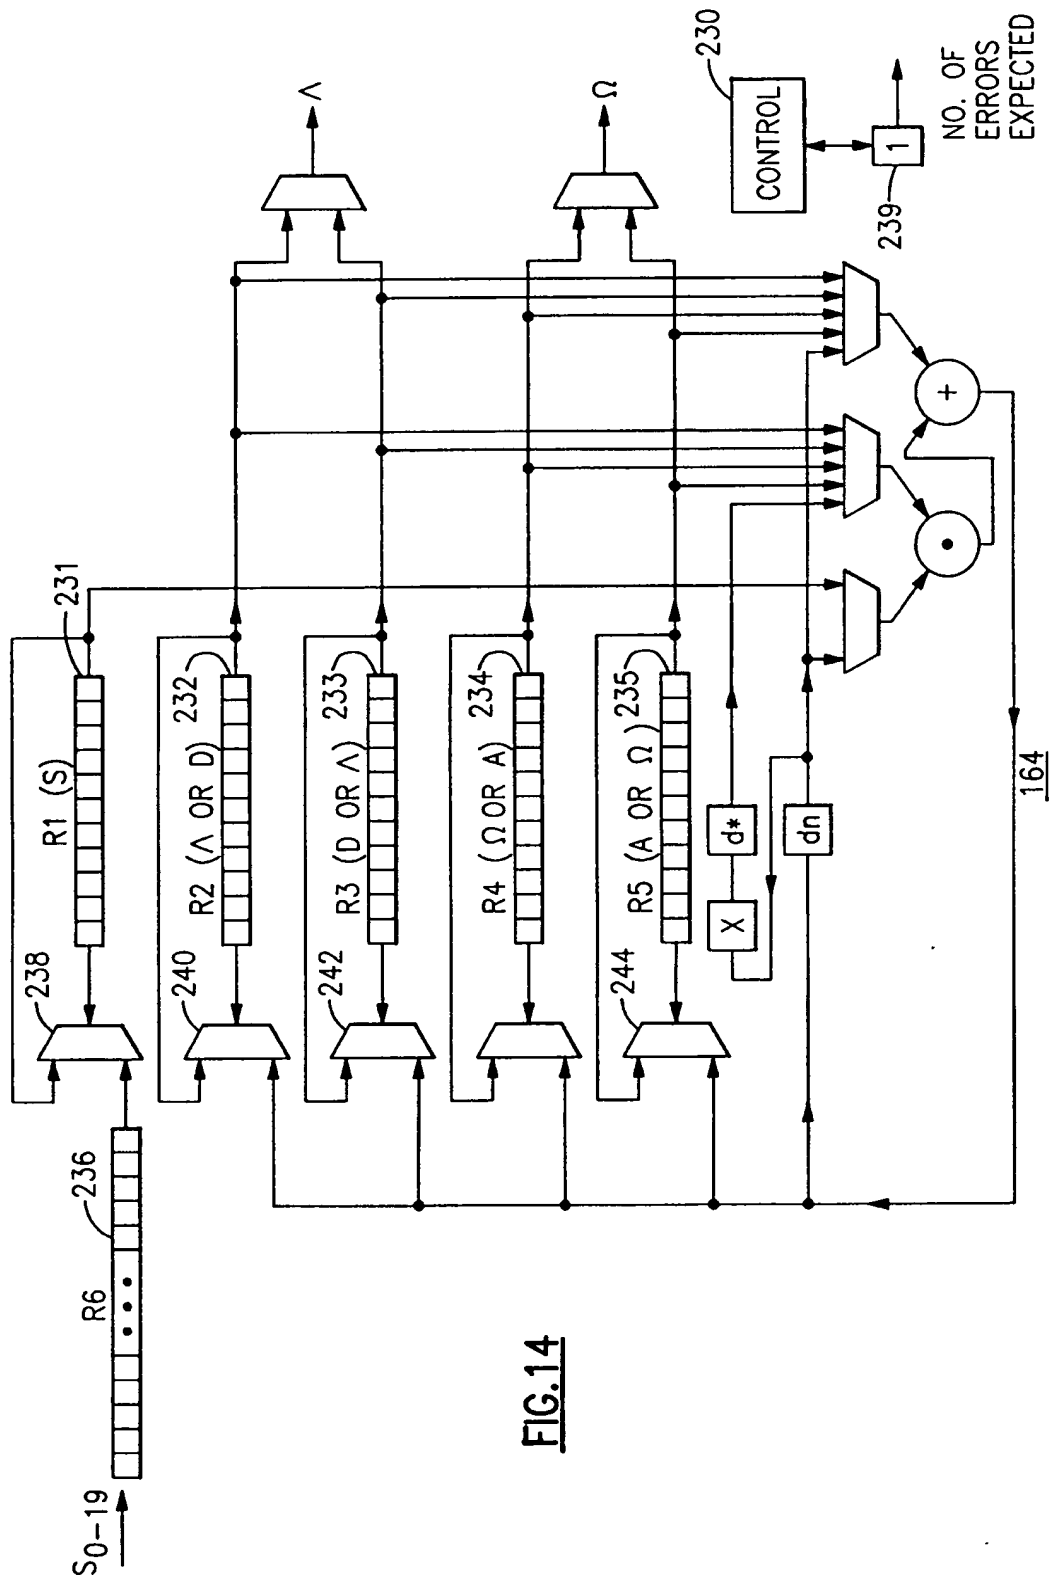 S0-19
R6
236
238
R1 (S)
231
240
R2 (Λ OR D)
232
242
R3 (D OR Λ)
233
R4 (Ω OR A)
234
244
R5 (A OR Ω)
235
X
d*
dn
Λ
Ω
CONTROL
230
1
239
NO. OF
ERRORS
EXPECTED
+
•
164
FIG.14